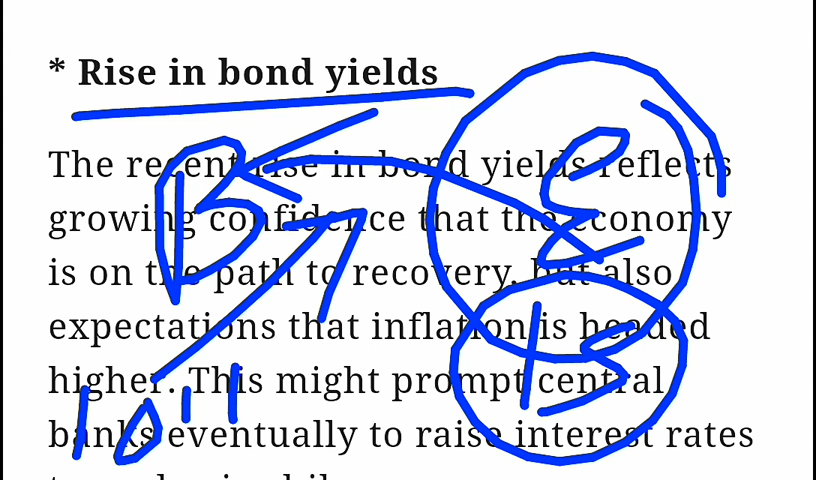 * Rise in bond yields
The recent rise in bond yields reflects
growing confidence that the economy
is on the path to recovery, but also
expectations that inflation is headed
higher. This might prompt central
banks eventually to raise interest rates
B
E
15
10"